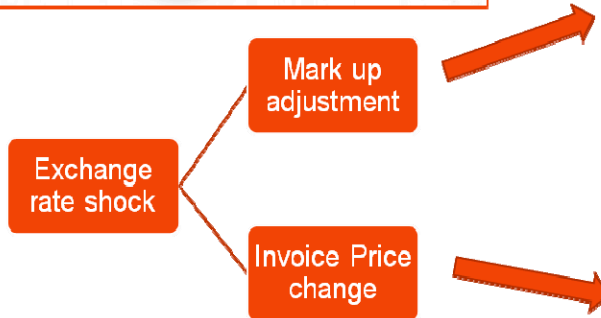 Mark up
adjustment
Exchange
rate shock
Invoice Price
change